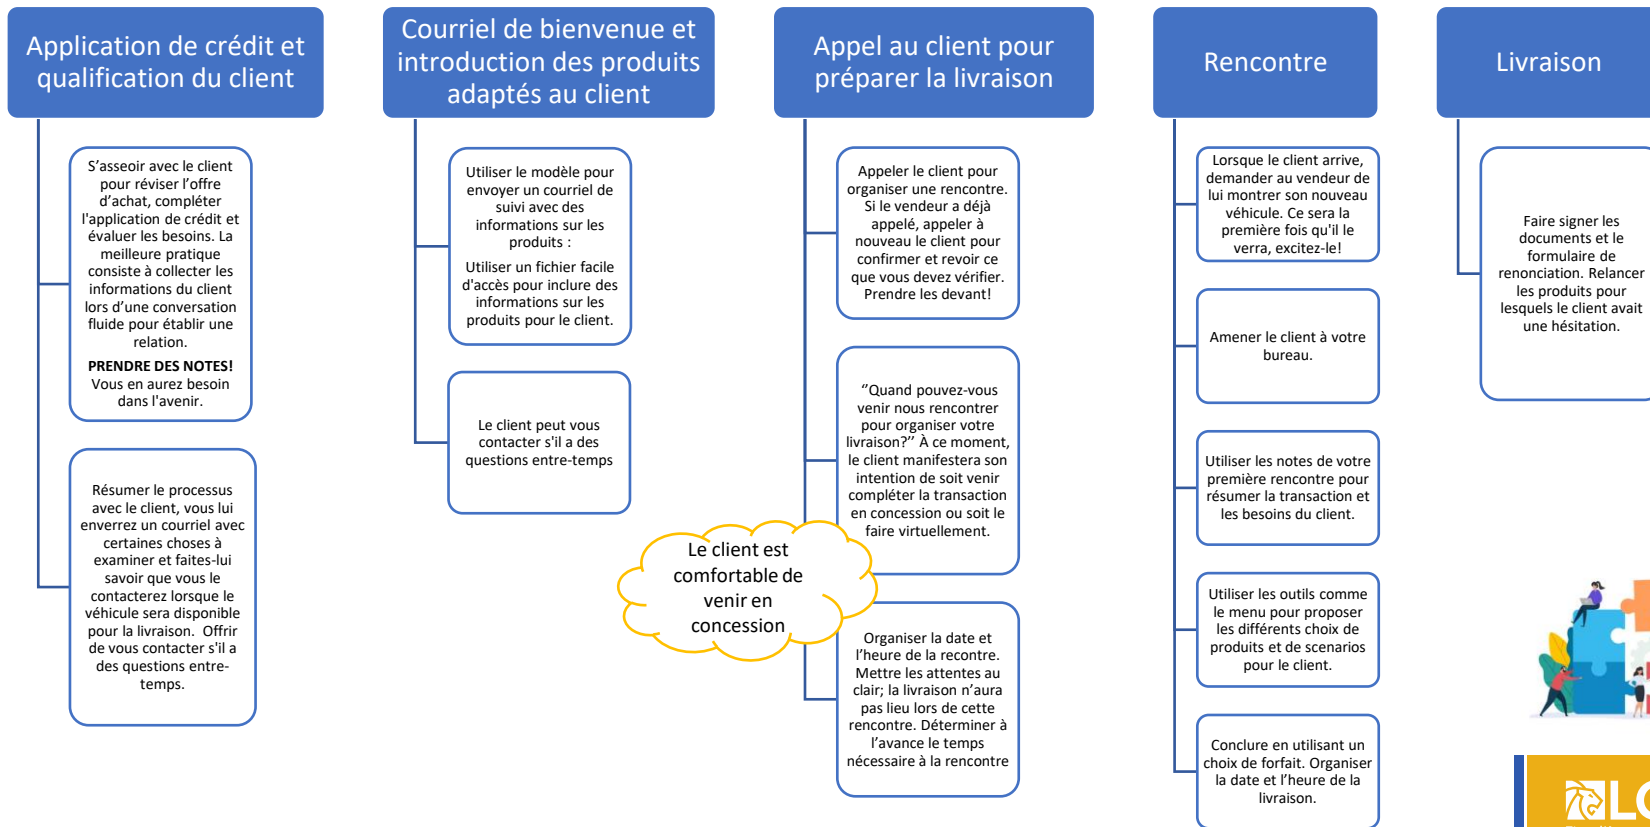 Application de crédit et
qualification du client
S'asseoir avec le client
pour réviser l'offre
d'achat, compléter
l'application de crédit et
évaluer les besoins. La
meilleure pratique
consiste à collecter les
informations du client
lors d'une conversation
fluide pour établir une
relation.
PRENDRE DES NOTES!
Vous en aurez besoin
dans l'avenir.
Résumer le processus
avec le client, vous lui
enverrez un courriel avec
certaines choses à
examiner et faites-lui
savoir que vous le
contacterez lorsque le
véhicule sera disponible
pour la livraison. Offrir
de vous contacter s'il a
des questions entre-
temps.
Courriel de bienvenue et
introduction des produits
adaptés au client
Utiliser le modèle pour
envoyer un courriel de
suivi avec des
informations sur les
produits :
Utiliser un fichier facile
d'accès pour inclure des
informations sur les
produits pour le client.
Le client peut vous
contacter s'il a des
questions entre-temps
Appel au client pour
préparer la livraison
Appeler le client pour
organiser une rencontre.
Si le vendeur a déjà
appelé, appeler à
nouveau le client pour
confirmer et revoir ce
que vous devez vérifier.
Prendre les devant!
‘’Quand pouvez-vous
venir nous rencontrer
pour organiser votre
livraison?’’ À ce moment,
le client manifestera son
intention de soit venir
compléter la transaction
en concession ou soit le
faire virtuellement.
Le client est
comfortable de
venir en
concession
Organiser la date et
l'heure de la recontre.
Mettre les attentes au
clair; la livraison n'aura
pas lieu lors de cette
rencontre. Déterminer à
l'avance le temps
nécessaire à la rencontre
Rencontre
Lorsque le client arrive,
demander au vendeur de
lui montrer son nouveau
véhicule. Ce sera la
première fois qu'il le
verra, excitez-le!
Amener le client à votre
bureau.
Utiliser les notes de votre
première rencontre pour
résumer la transaction et
les besoins du client.
Utiliser les outils comme
le menu pour proposer
les différents choix de
produits et de scenarios
pour le client.
Conclure en utilisant un
choix de forfait. Organiser
la date et l'heure de la
livraison.
Livraison
Faire signer les
documents et le
formulaire de
renonciation. Relancer
les produits pour
lesquels le client avait
une hésitation.